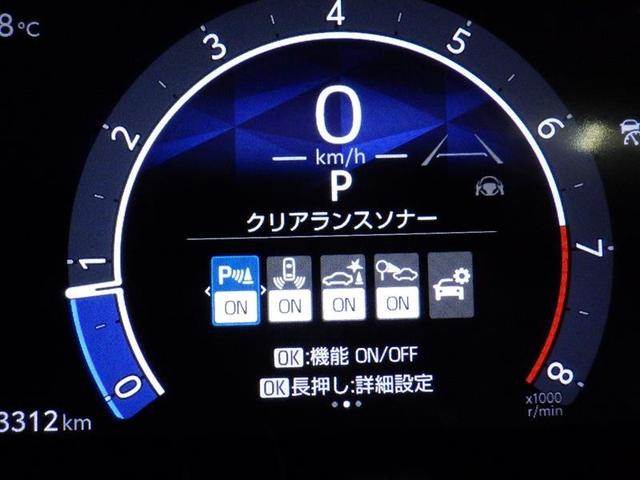 8°C
4
3
5
2
6
0
km/h
P
クリアランスソナー
1
7
P
ON
ON
ON
ON
OK:機能 ON/OFF
OK長押し:詳細設定
0
8
x1000
r/min
3312km